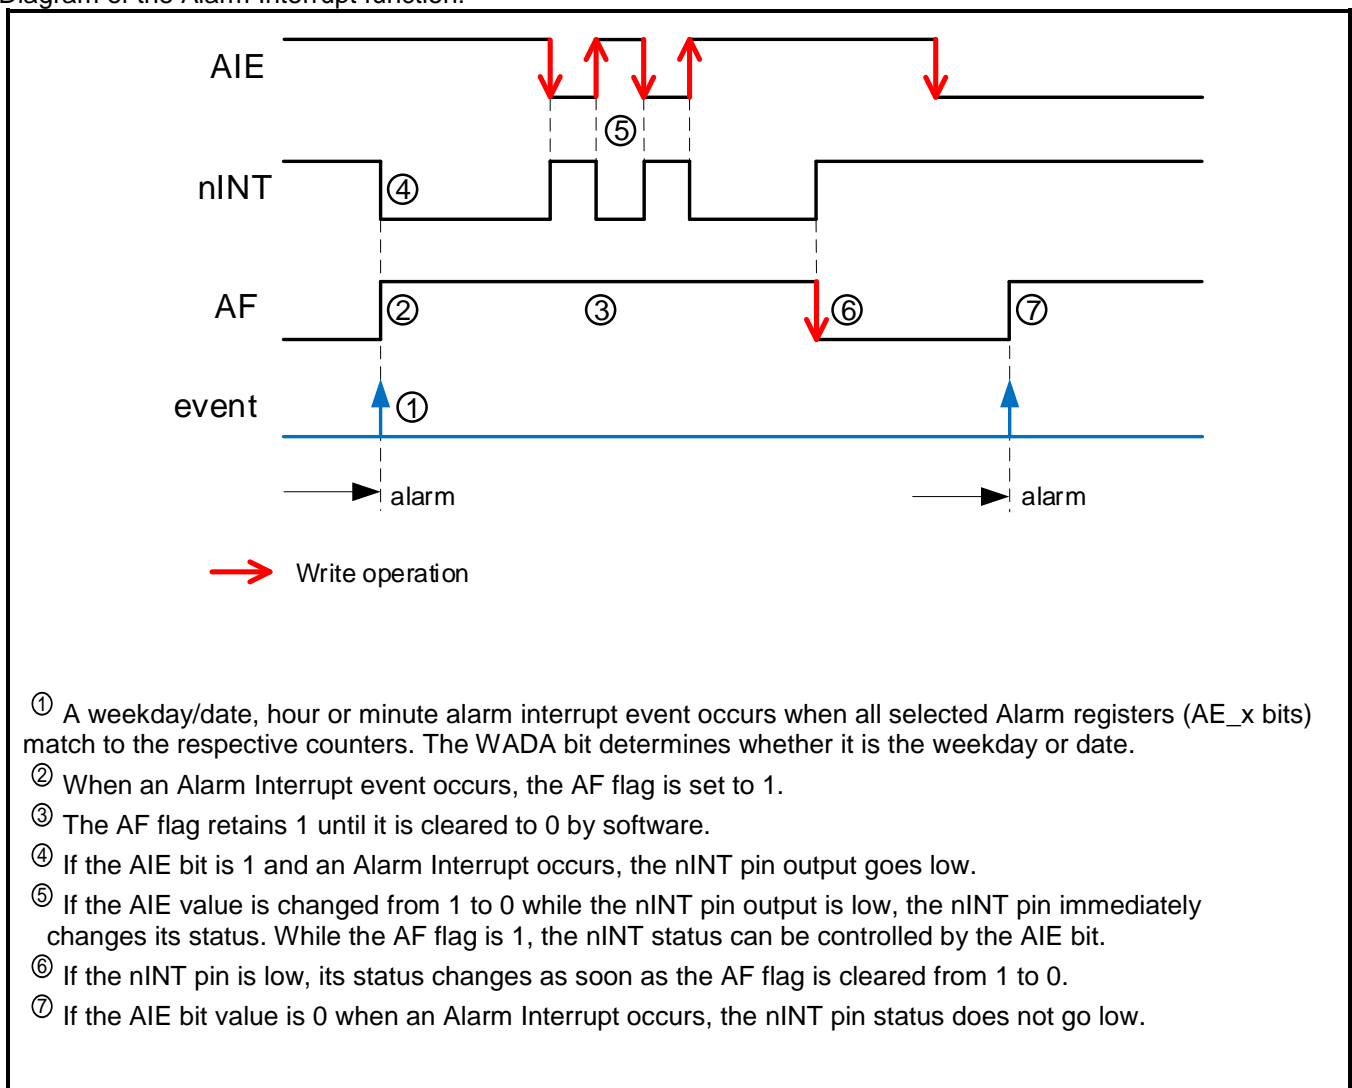 Diagram of the Alarm Interrupt function:
AIE
⑤
nINT ④
AF ② ③ ⑥ ⑦
event ①
alarm alarm
Write operation
① A weekday/date, hour or minute alarm interrupt event occurs when all selected Alarm registers (AE_x bits)
match to the respective counters. The WADA bit determines whether it is the weekday or date.
② When an Alarm Interrupt event occurs, the AF flag is set to 1.
③ The AF flag retains 1 until it is cleared to 0 by software.
④ If the AIE bit is 1 and an Alarm Interrupt occurs, the nINT pin output goes low.
⑤ If the AIE value is changed from 1 to 0 while the nINT pin output is low, the nINT pin immediately
changes its status. While the AF flag is 1, the nINT status can be controlled by the AIE bit.
⑥ If the nINT pin is low, its status changes as soon as the AF flag is cleared from 1 to 0.
⑦ If the AIE bit value is 0 when an Alarm Interrupt occurs, the nINT pin status does not go low.